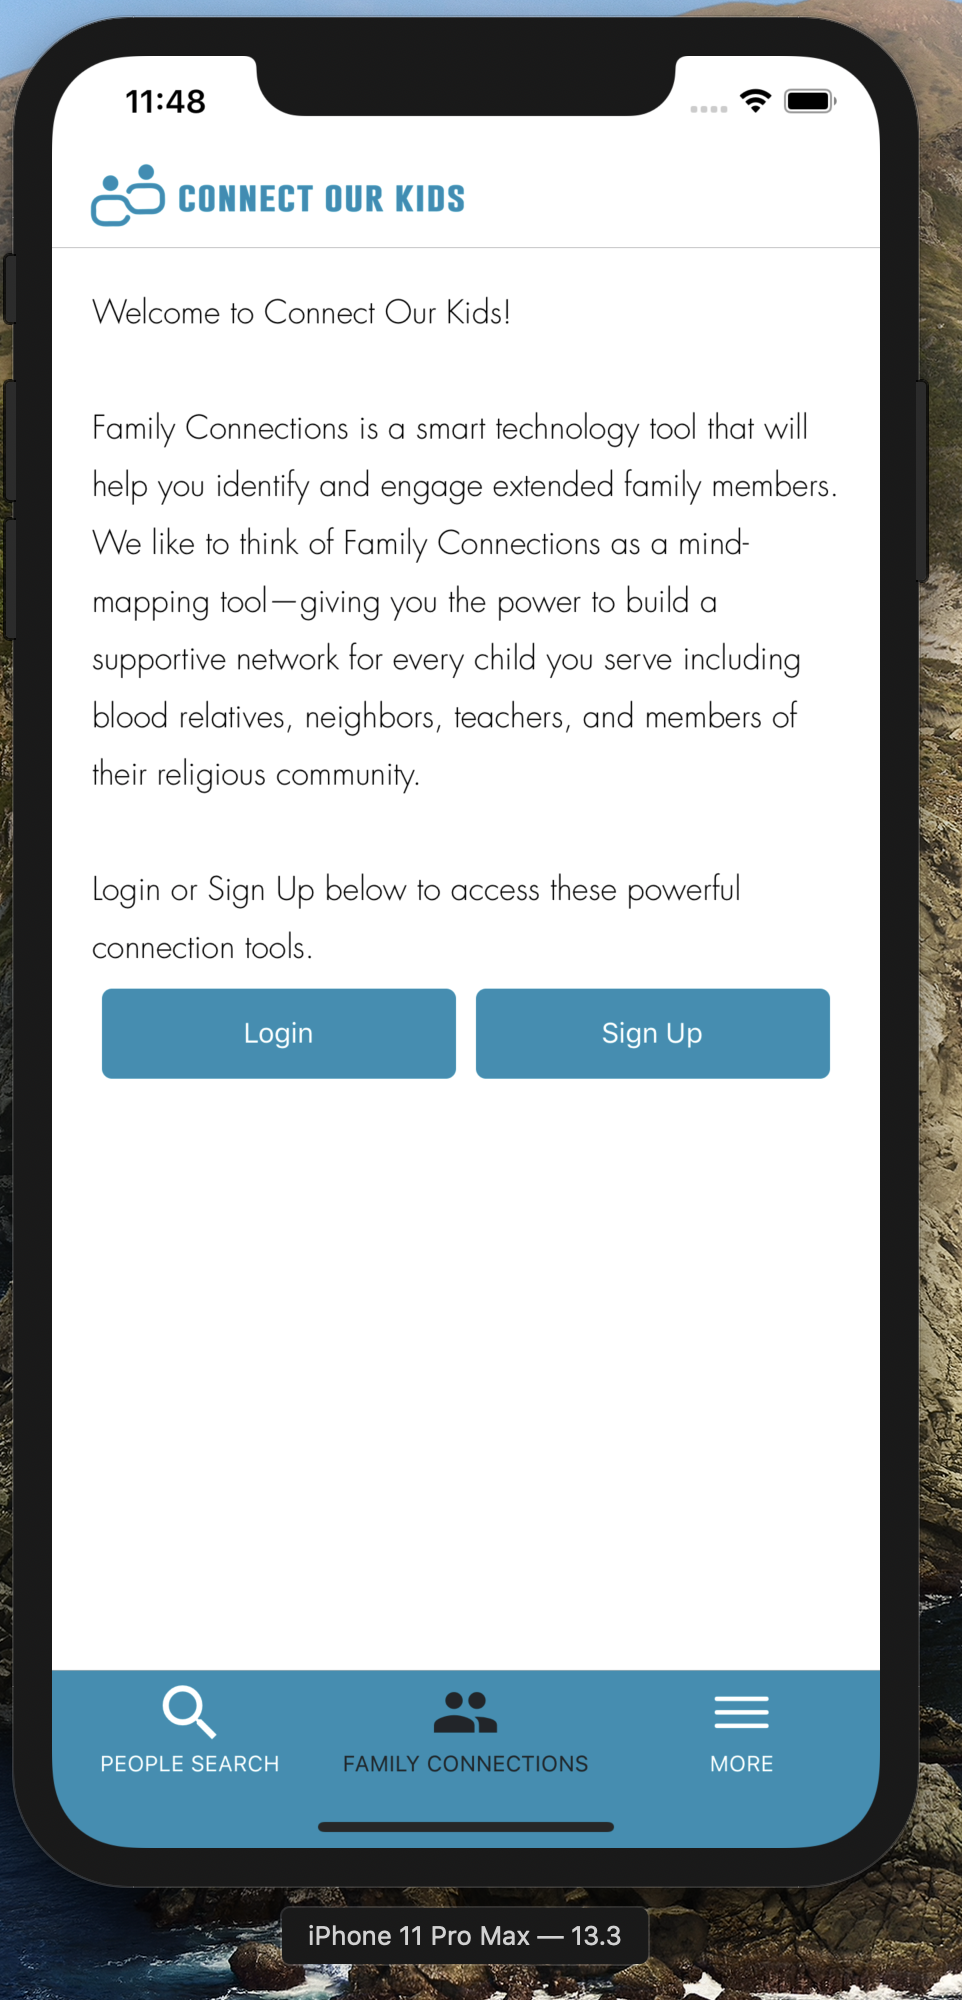 11:48
CONNECT OUR KIDS
Welcome to Connect Our Kids!
Family Connections is a smart technology tool that will
help you identify and engage extended family members.
We like to think of Family Connections as a mind-
mapping tool—giving you the power to build a
supportive network for every child you serve including
blood relatives, neighbors, teachers, and members of
their religious community.
Login or Sign Up below to access these powerful
connection tools.
Login
Sign Up
PEOPLE SEARCH
FAMILY CONNECTIONS
MORE
iPhone 11 Pro Max — 13.3